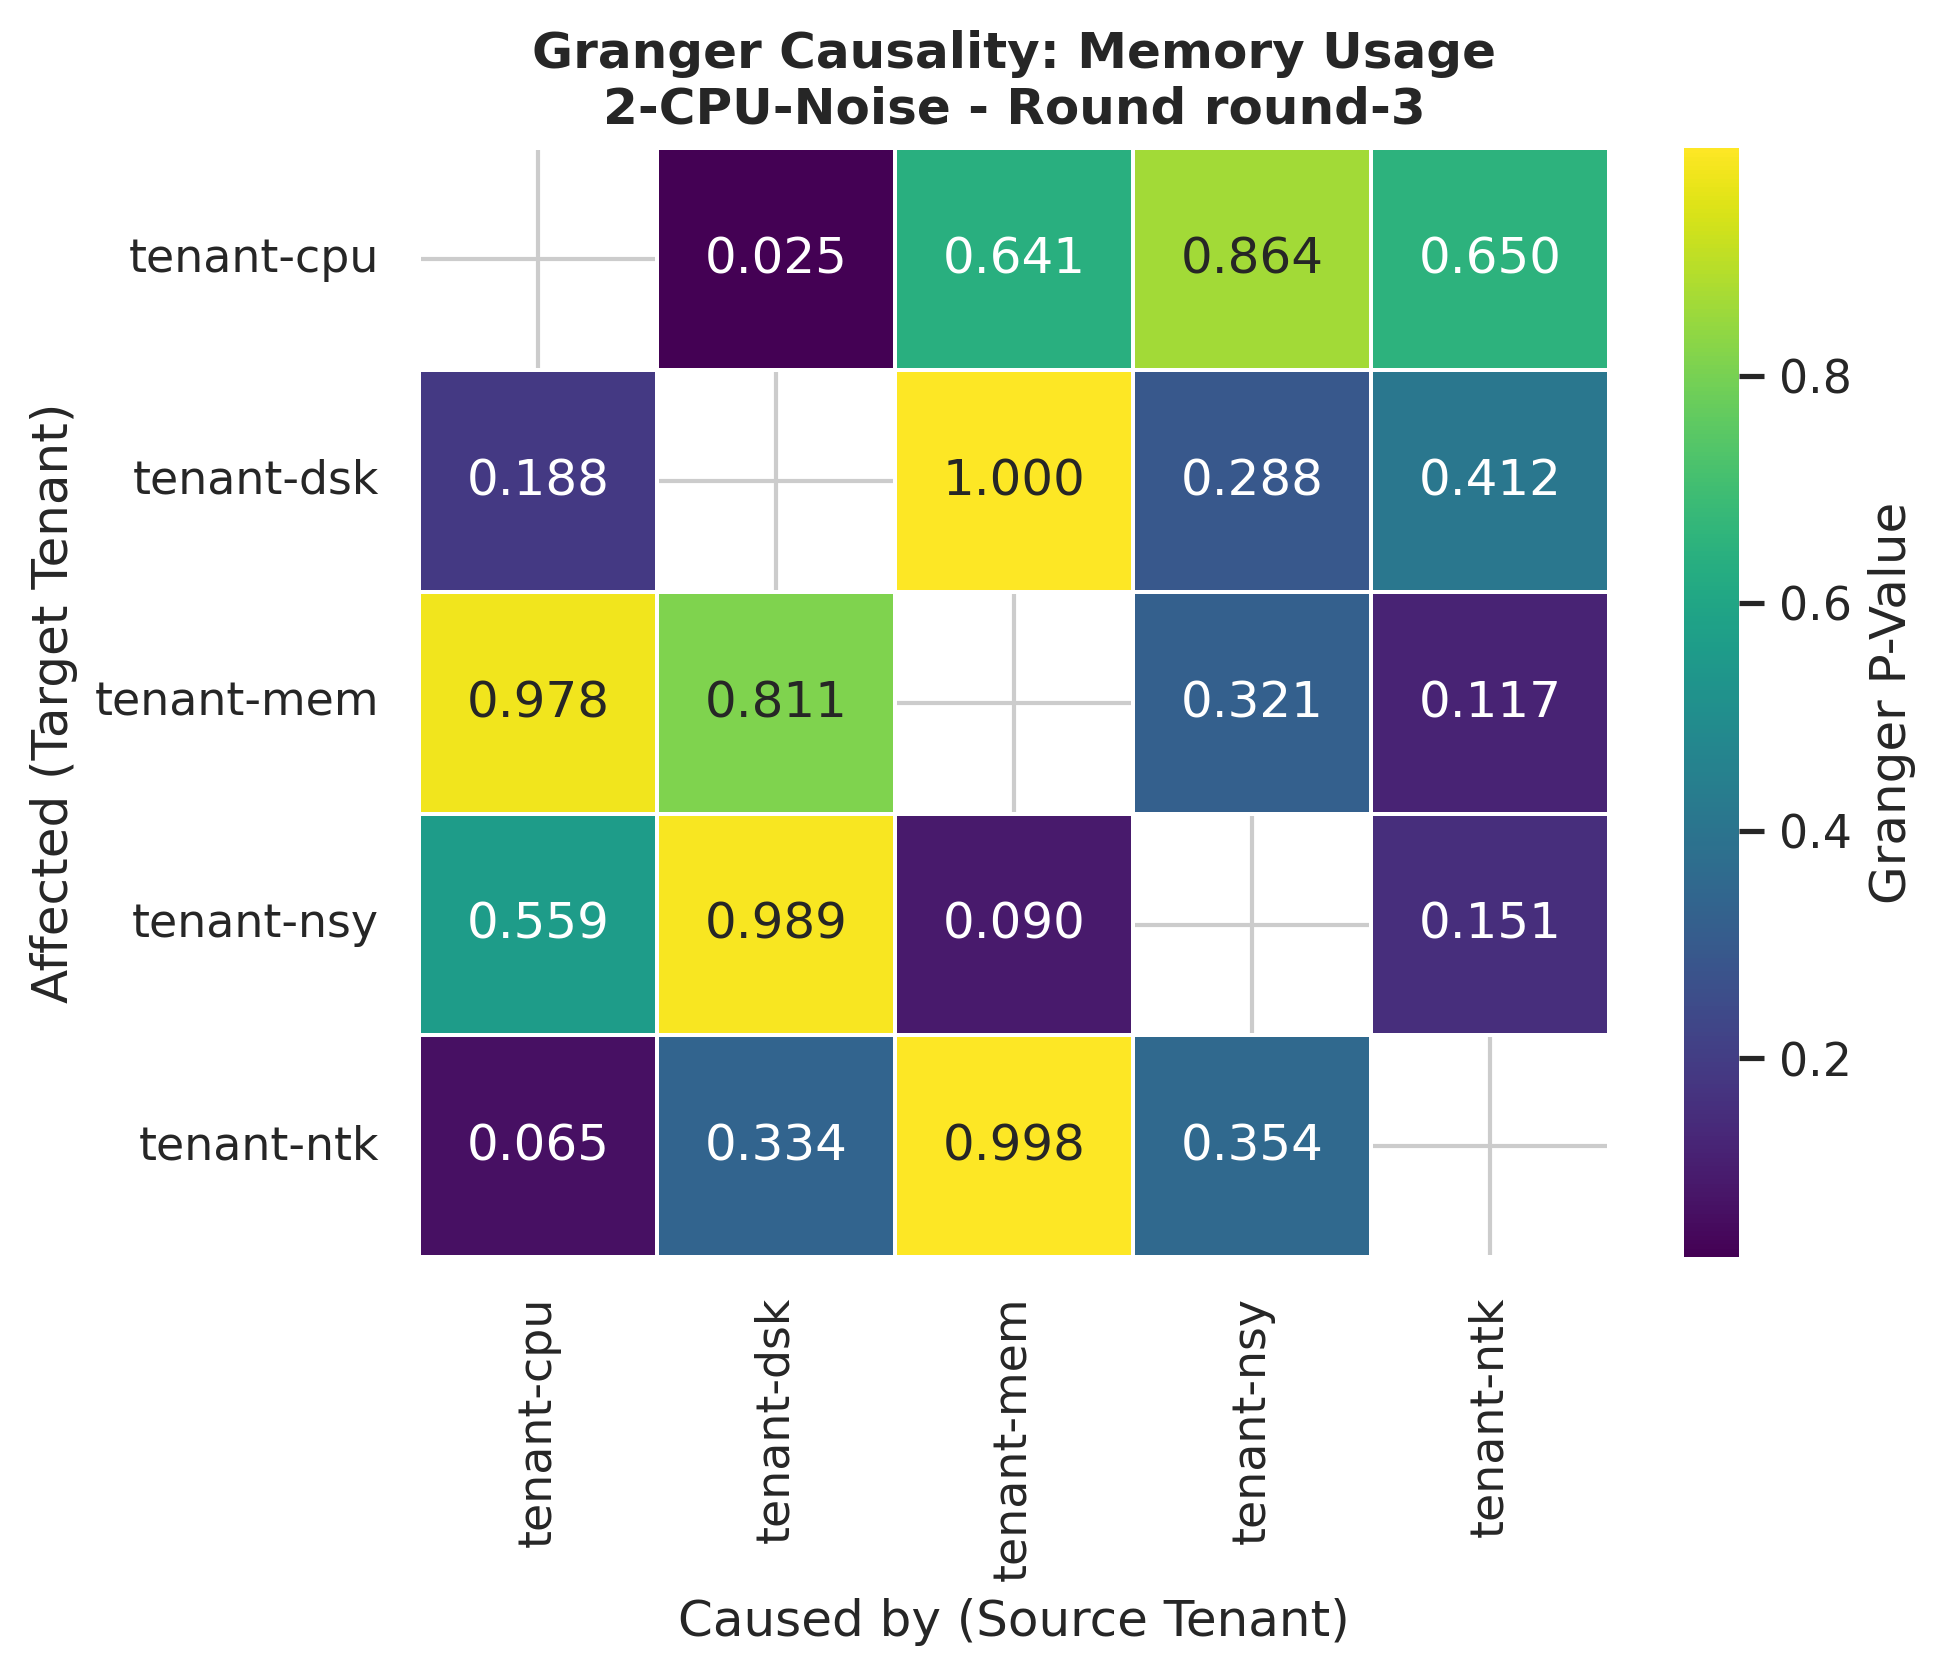 Granger Causality: Memory Usage
2-CPU-Noise - Round round-3
Affected (Target Tenant)
tenant-cpu
0.025
0.641
0.864
0.650
tenant-dsk
0.188
1.000
0.288
0.412
tenant-mem
0.978
0.811
0.321
0.117
tenant-nsy
0.559
0.989
0.090
0.151
tenant-ntk
0.065
0.334
0.998
0.354
tenant-cpu
tenant-dsk
tenant-mem
tenant-nsy
tenant-ntk
Caused by (Source Tenant)
0.8
0.6
0.4
0.2
Granger P-Value